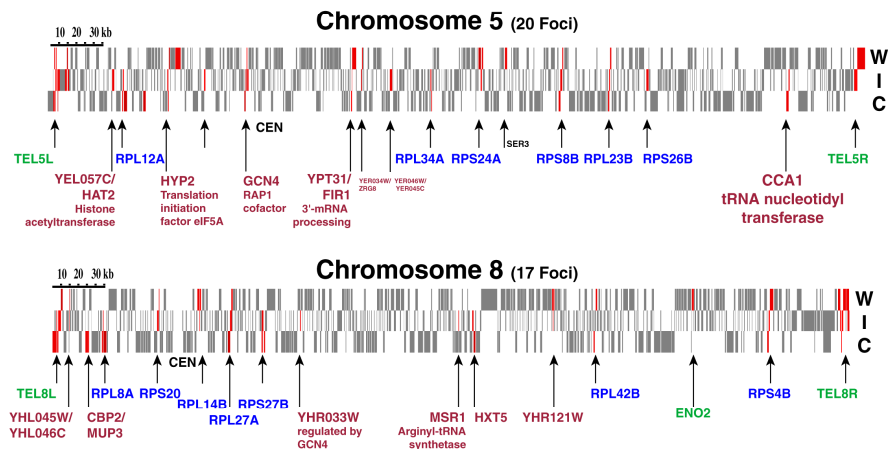 Chromosome 5 (20 Foci)
10 20 30 kb
W
I
C
CEN
SER3
TEL5L
RPL12A
RPL34A
RPS24A
RPS8B
RPL23B
RPS26B
TEL5R
YEL057C/
HAT2
Histone
acetyltransferase
HYP2
Translation
initiation
factor eIF5A
GCN4
RAP1
cofactor
YPT31/
FIR1
3'-mRNA
processing
YER034W/
ZRG8
YER046W/
YER045C
CCA1
tRNA nucleotidyl
transferase
Chromosome 8 (17 Foci)
10 20 30 kb
W
I
C
CEN
TEL8L
RPL8A
RPS20
RPL14B
RPS27B
RPL27A
RPL42B
ENO2
RPS4B
TEL8R
YHL045W/
YHL046C
CBP2/
MUP3
YHR033W
regulated by
GCN4
MSR1
Arginyl-tRNA
synthetase
HXT5
YHR121W